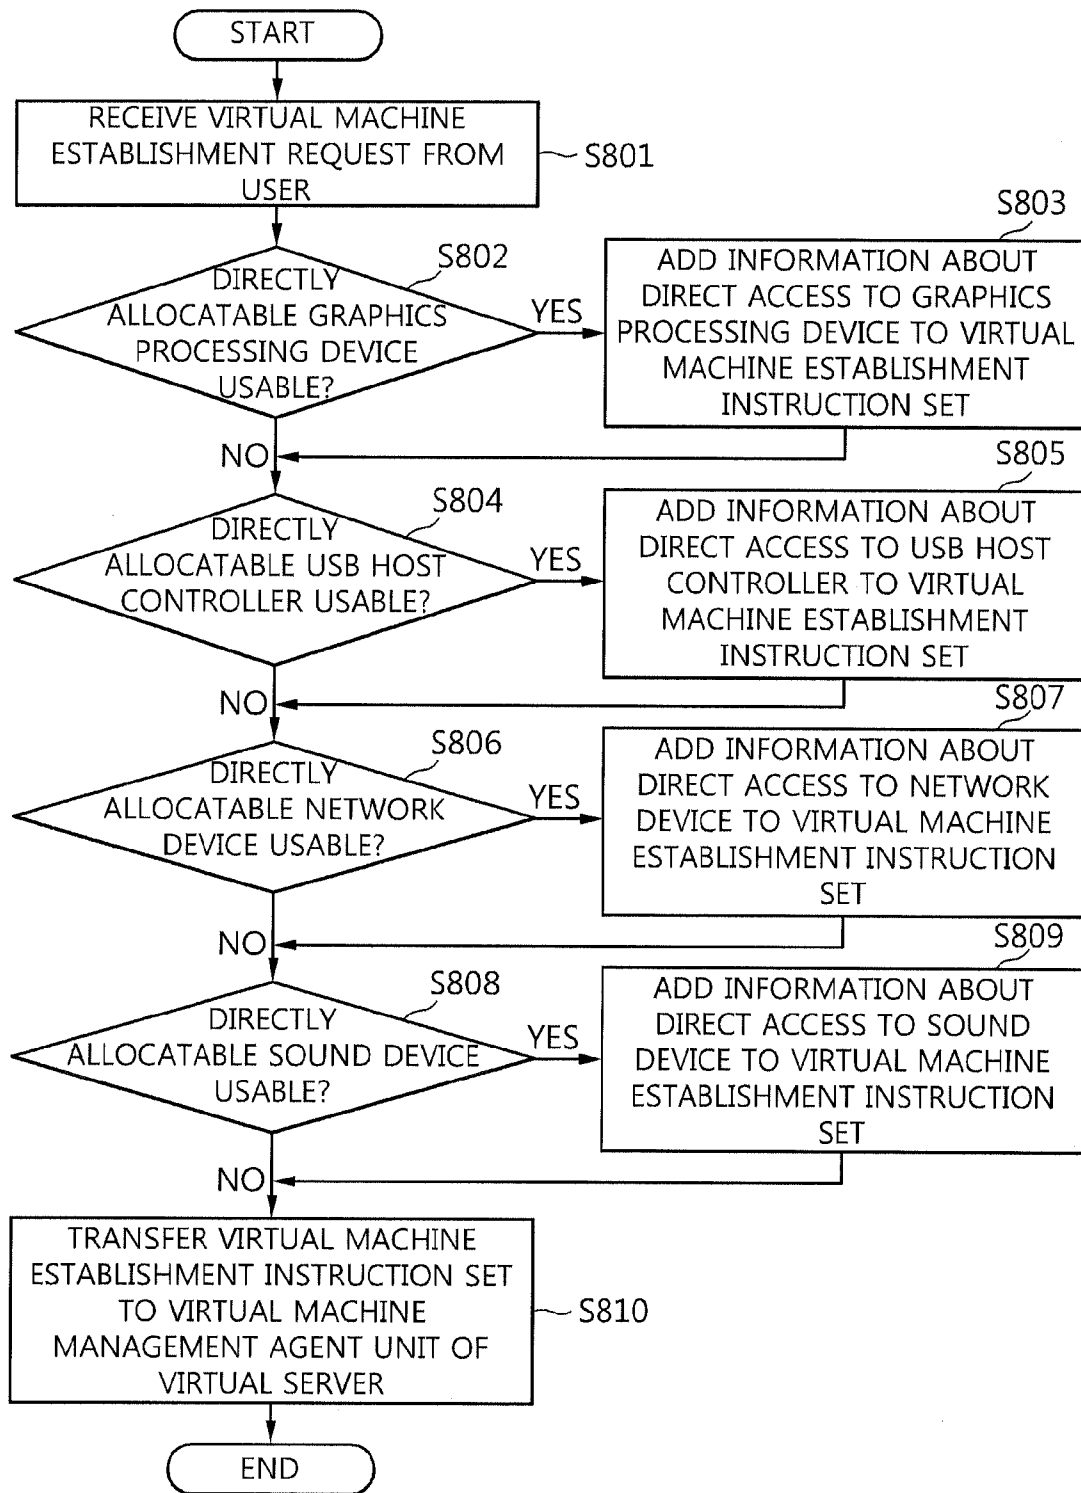 START
RECEIVE VIRTUAL MACHINE
ESTABLISHMENT REQUEST FROM
USER
S801
S802
DIRECTLY
ALLOCATABLE GRAPHICS
PROCESSING DEVICE
USABLE?
YES
S803
ADD INFORMATION ABOUT
DIRECT ACCESS TO GRAPHICS
PROCESSING DEVICE TO VIRTUAL
MACHINE ESTABLISHMENT
INSTRUCTION SET
NO
S804
DIRECTLY
ALLOCATABLE USB HOST
CONTROLLER USABLE?
YES
S805
ADD INFORMATION ABOUT
DIRECT ACCESS TO USB HOST
CONTROLLER TO VIRTUAL
MACHINE ESTABLISHMENT
INSTRUCTION SET
NO
S806
DIRECTLY
ALLOCATABLE NETWORK
DEVICE USABLE?
YES
S807
ADD INFORMATION ABOUT
DIRECT ACCESS TO NETWORK
DEVICE TO VIRTUAL MACHINE
ESTABLISHMENT INSTRUCTION
SET
NO
S808
DIRECTLY
ALLOCATABLE SOUND DEVICE
USABLE?
YES
S809
ADD INFORMATION ABOUT
DIRECT ACCESS TO SOUND
DEVICE TO VIRTUAL MACHINE
ESTABLISHMENT INSTRUCTION
SET
NO
TRANSFER VIRTUAL MACHINE
ESTABLISHMENT INSTRUCTION SET
TO VIRTUAL MACHINE
MANAGEMENT AGENT UNIT OF
VIRTUAL SERVER
S810
END